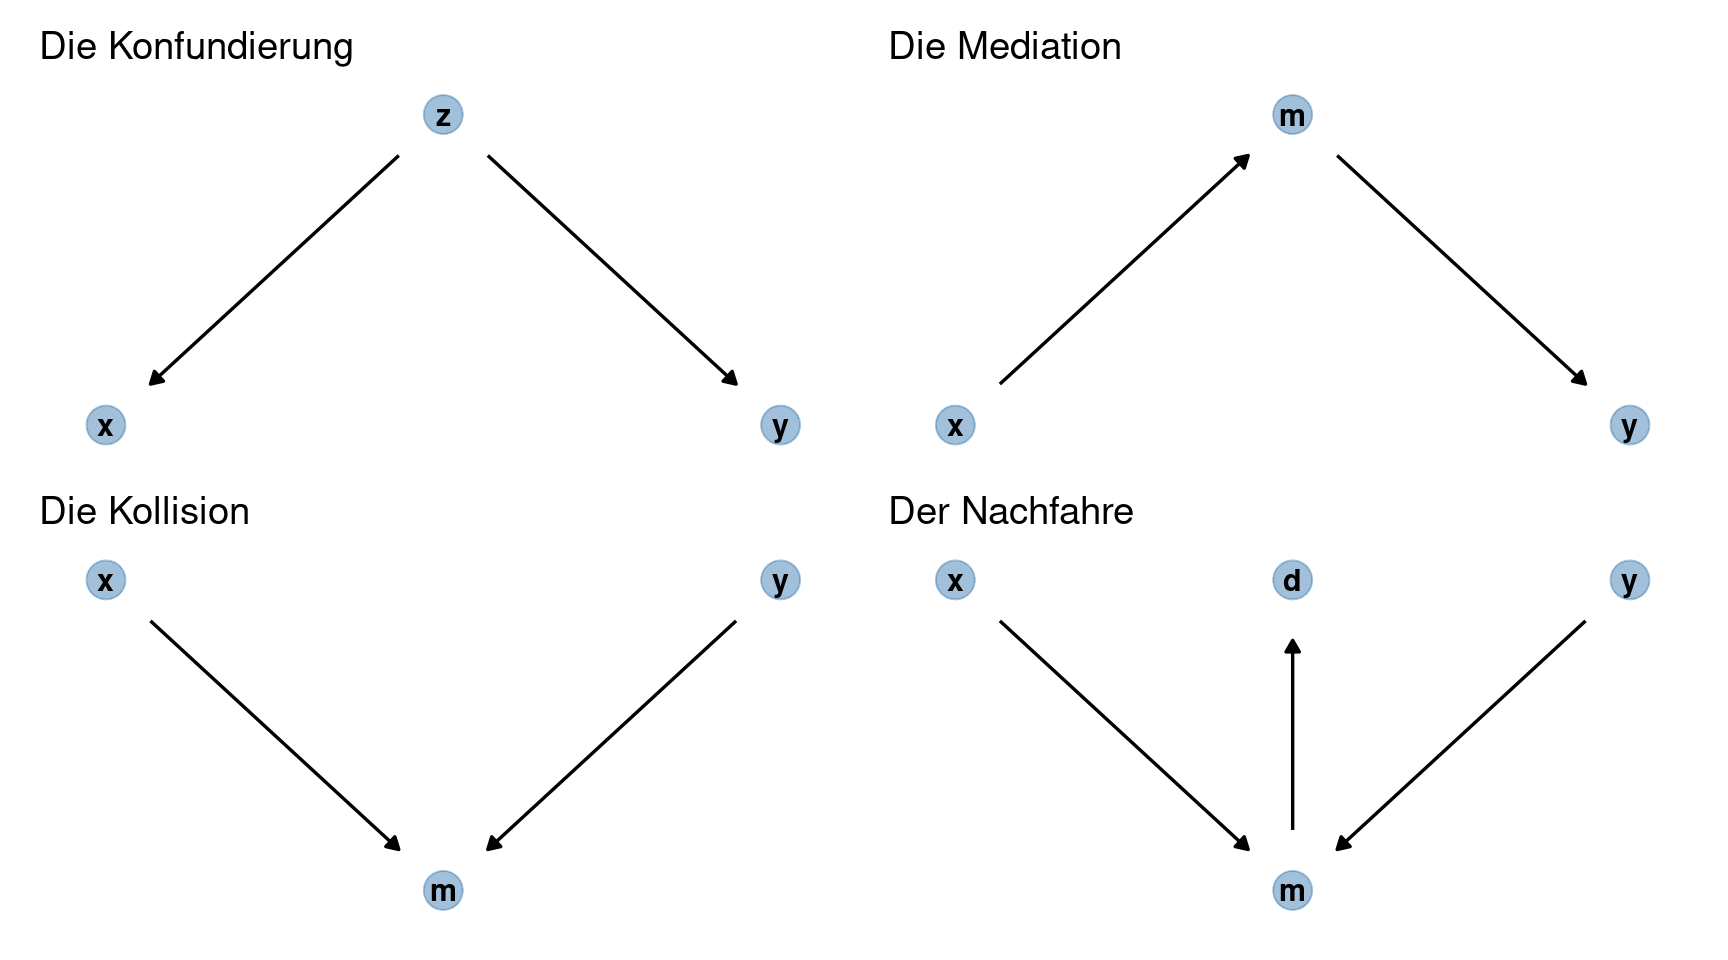 Die Konfundierung
z
x
y
Die Mediation
m
x
y
Die Kollision
x
y
m
Der Nachfahre
x
d
y
m